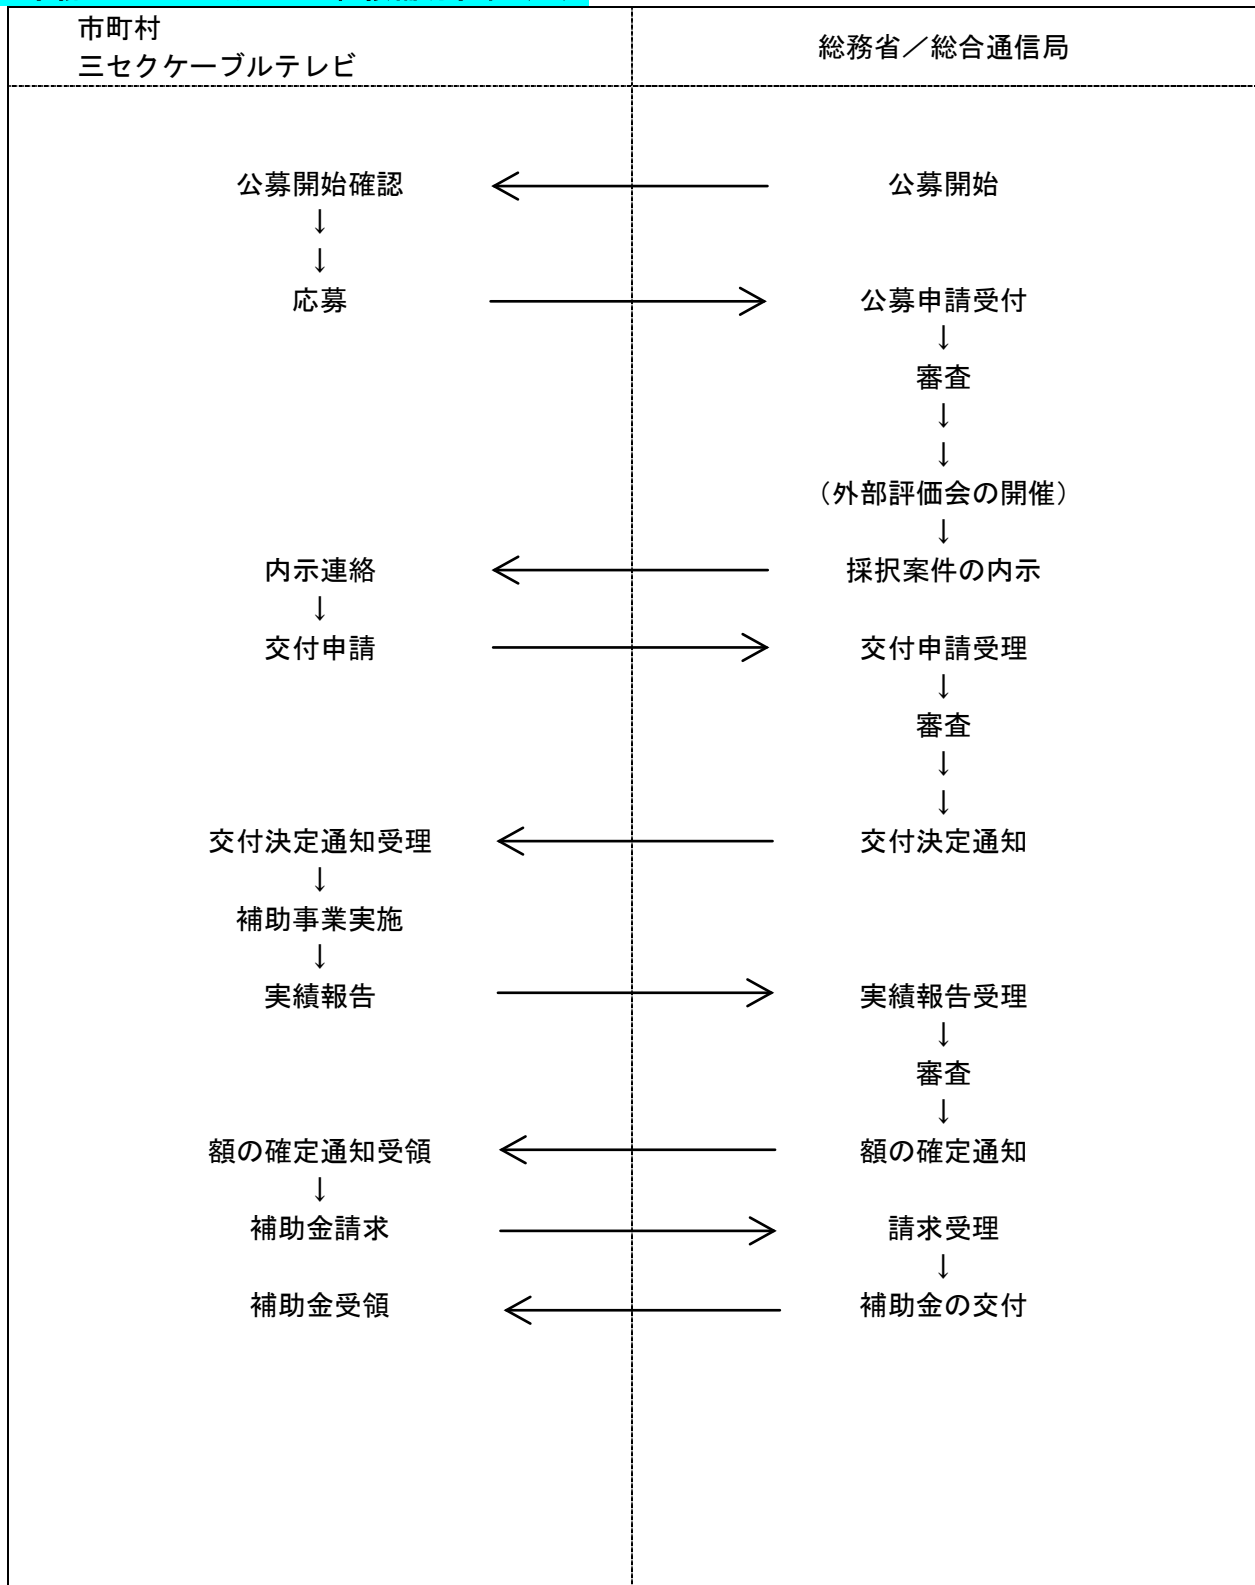 市町村
三セクケーブルテレビ
総務省／総合通信局
公募開始確認
公募開始
↓
↓
応募
公募申請受付
↓
審査
↓
↓
（外部評価会の開催）
↓
内示連絡
採択案件の内示
↓
交付申請
交付申請受理
↓
審査
↓
↓
交付決定通知受理
交付決定通知
↓
補助事業実施
↓
実績報告
実績報告受理
↓
審査
↓
額の確定通知受領
額の確定通知
↓
補助金請求
請求受理
↓
補助金受領
補助金の交付